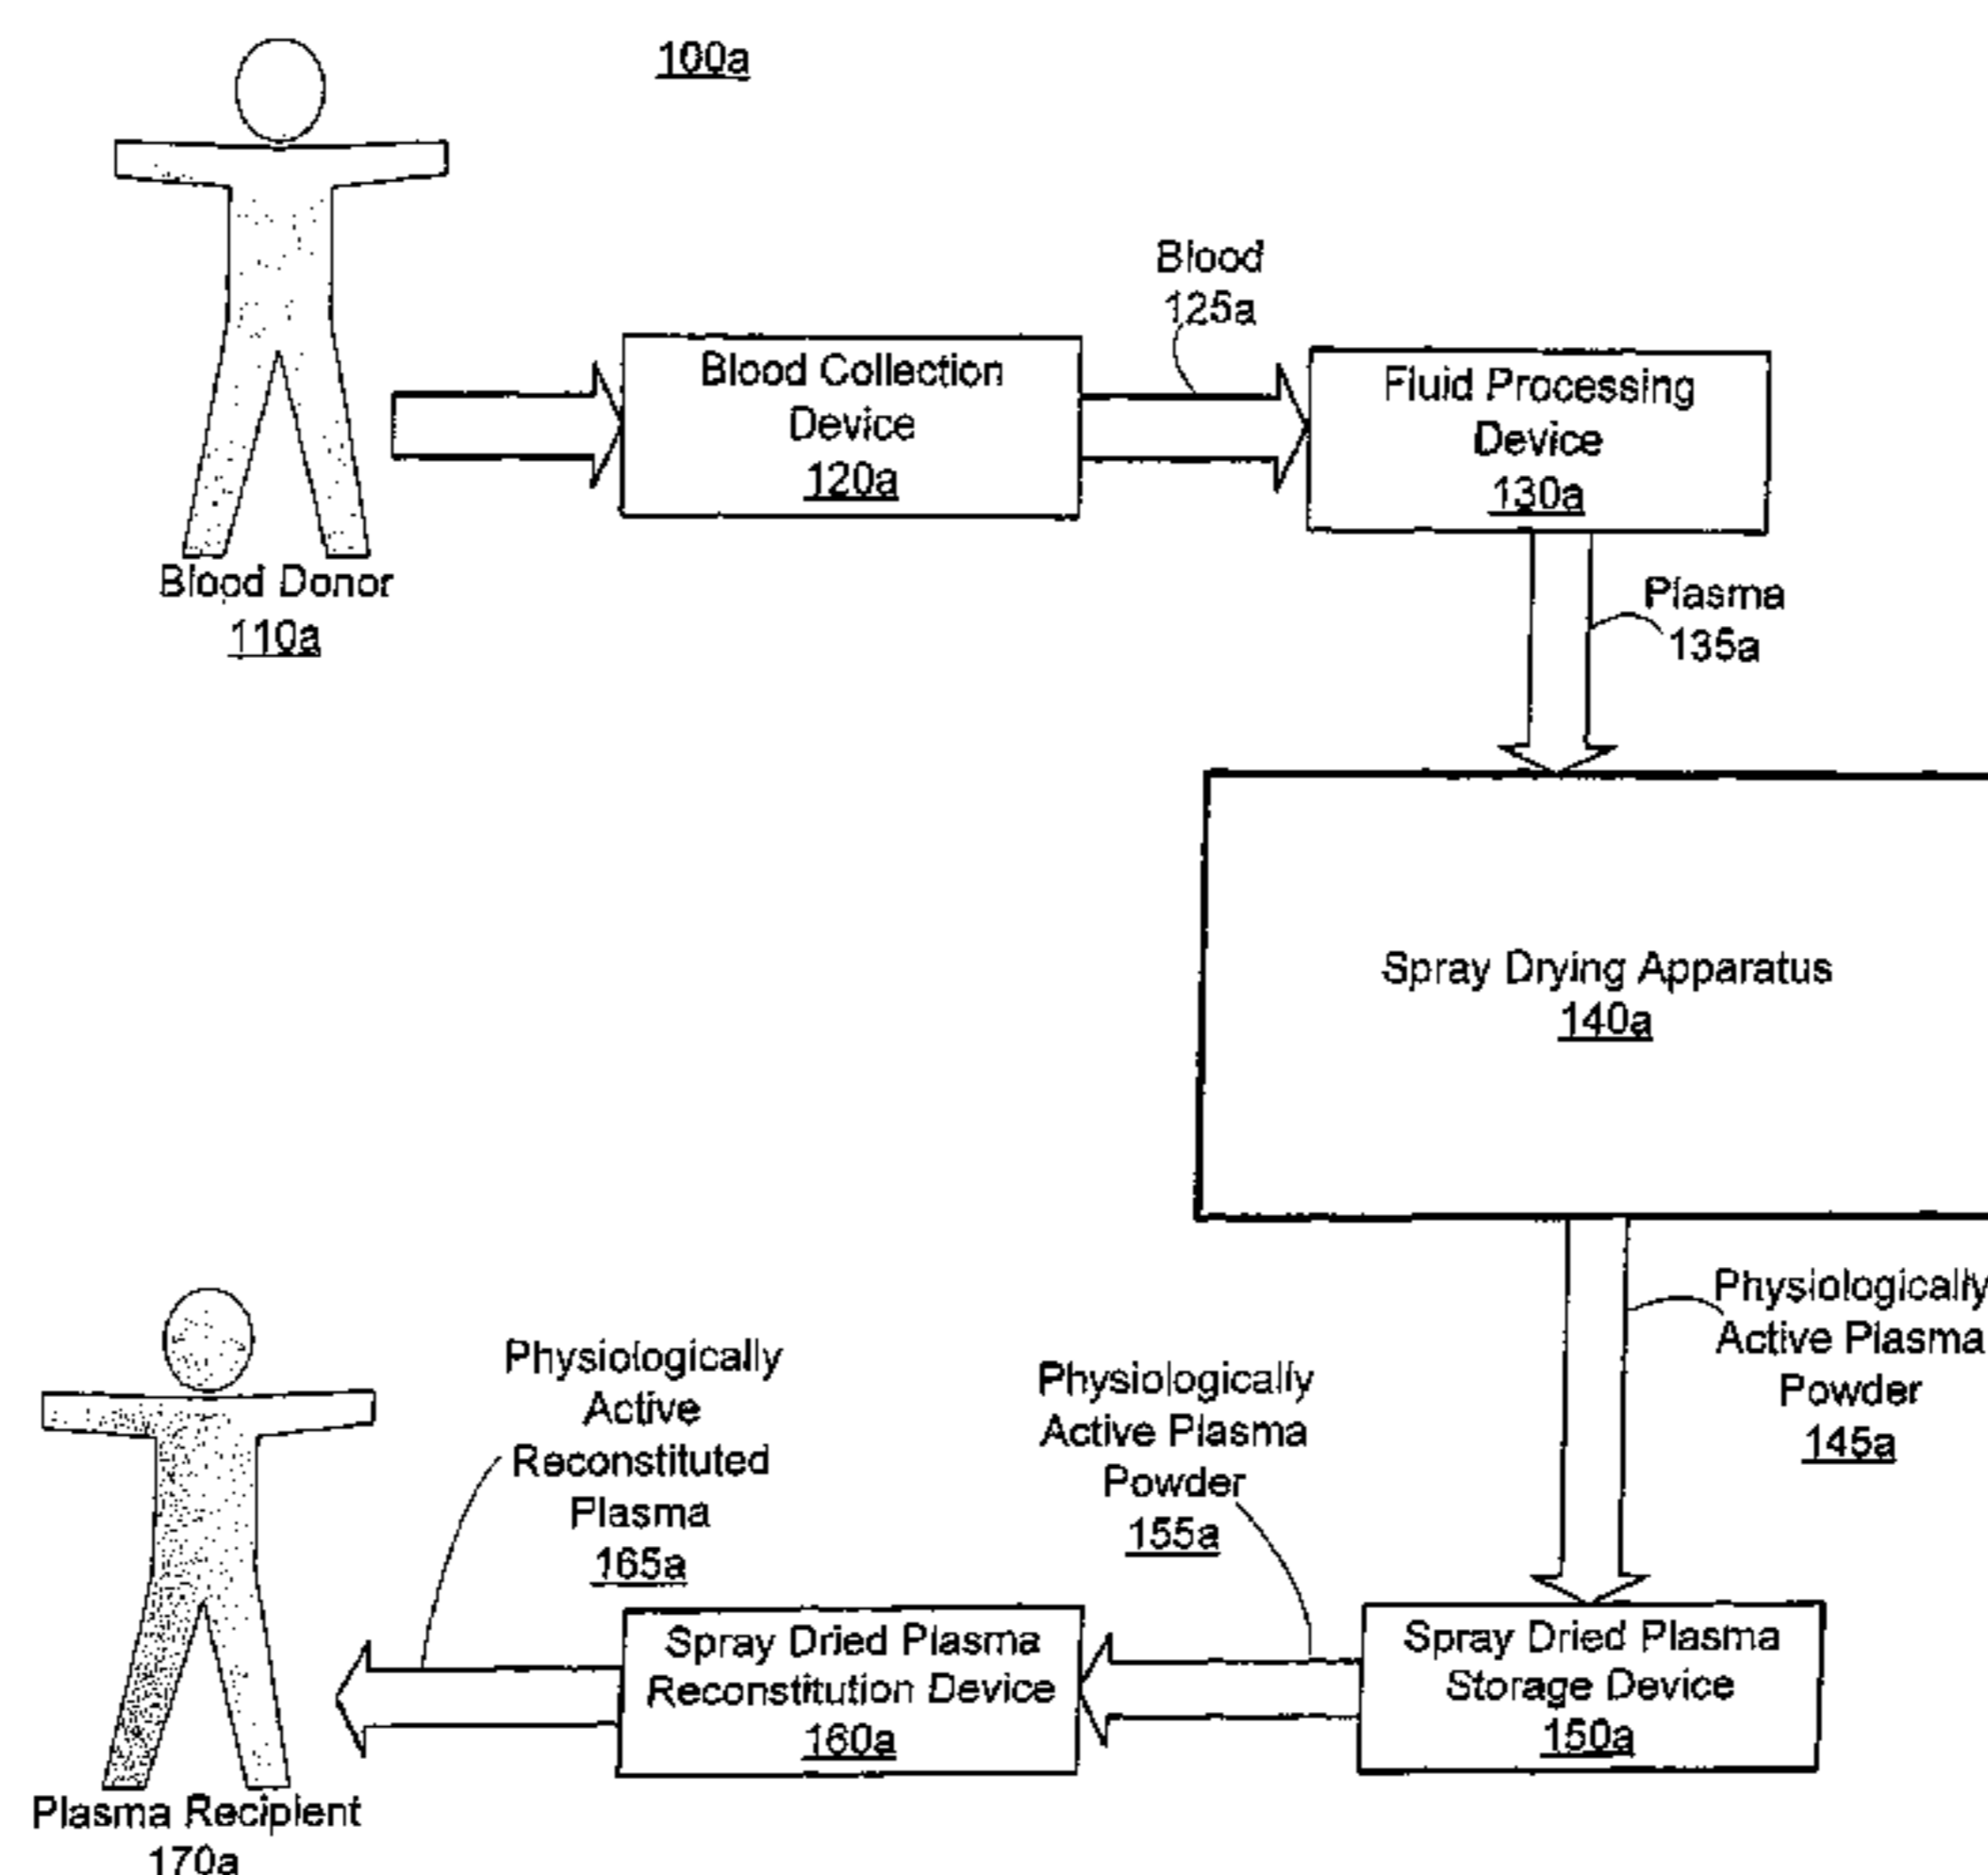 100a
Blood Donor
110a
Blood Collection
Device
120a
Blood
125a
Fluid Processing
Device
130a
Plasma
135a
Spray Drying Apparatus
140a
Physiologically
Active Plasma
Powder
145a
Spray Dried Plasma
Storage Device
150a
Physiologically
Active Plasma
Powder
155a
Spray Dried Plasma
Reconstitution Device
160a
Physiologically
Active
Reconstituted
Plasma
165a
Plasma Recipient
170a